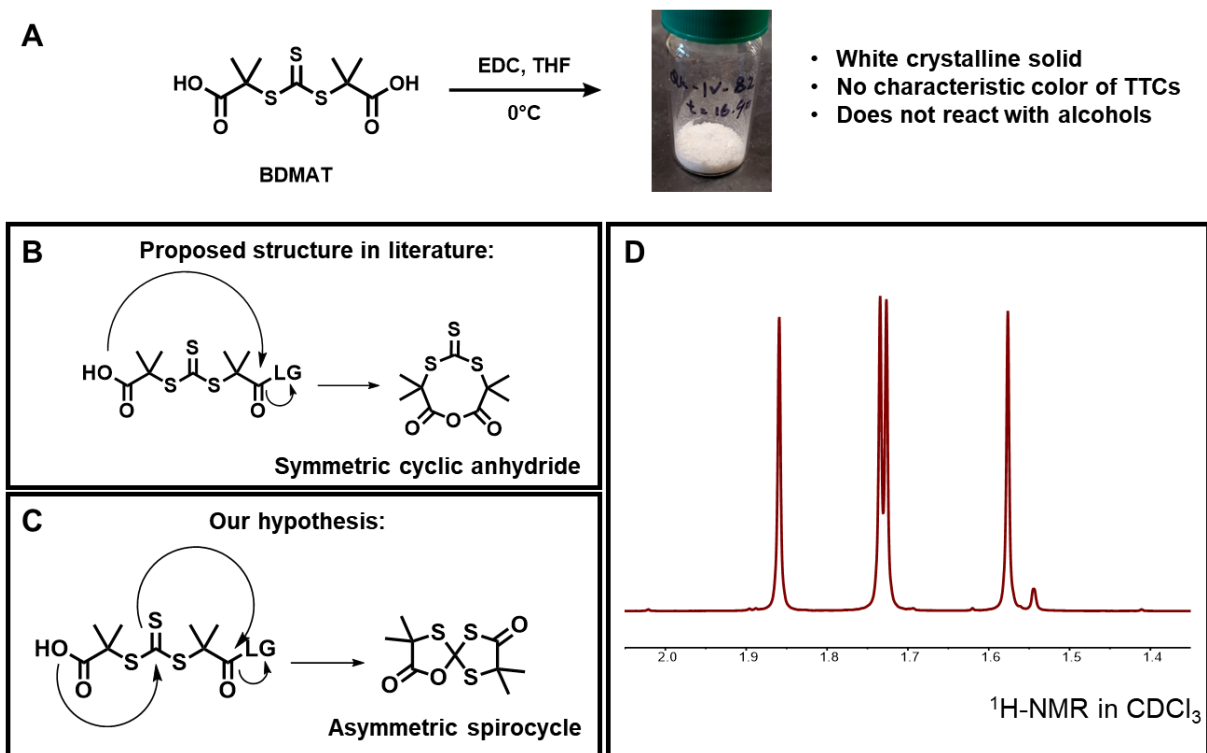 A
HO
O
S
S
S
OH
O
BDMAT
EDC, THF
0°C
• White crystalline solid
• No characteristic color of TTCs
• Does not react with alcohols
B
Proposed structure in literature:
HO
O
S
S
S
O
LG
S
S
S
O
O
O
Symmetric cyclic anhydride
C
Our hypothesis:
HO
O
S
S
S
O
LG
S
S
O
O
O
S
Asymmetric spirocycle
D
2.0 1.9 1.8 1.7 1.6 1.5 1.4
¹H-NMR in CDCl₃